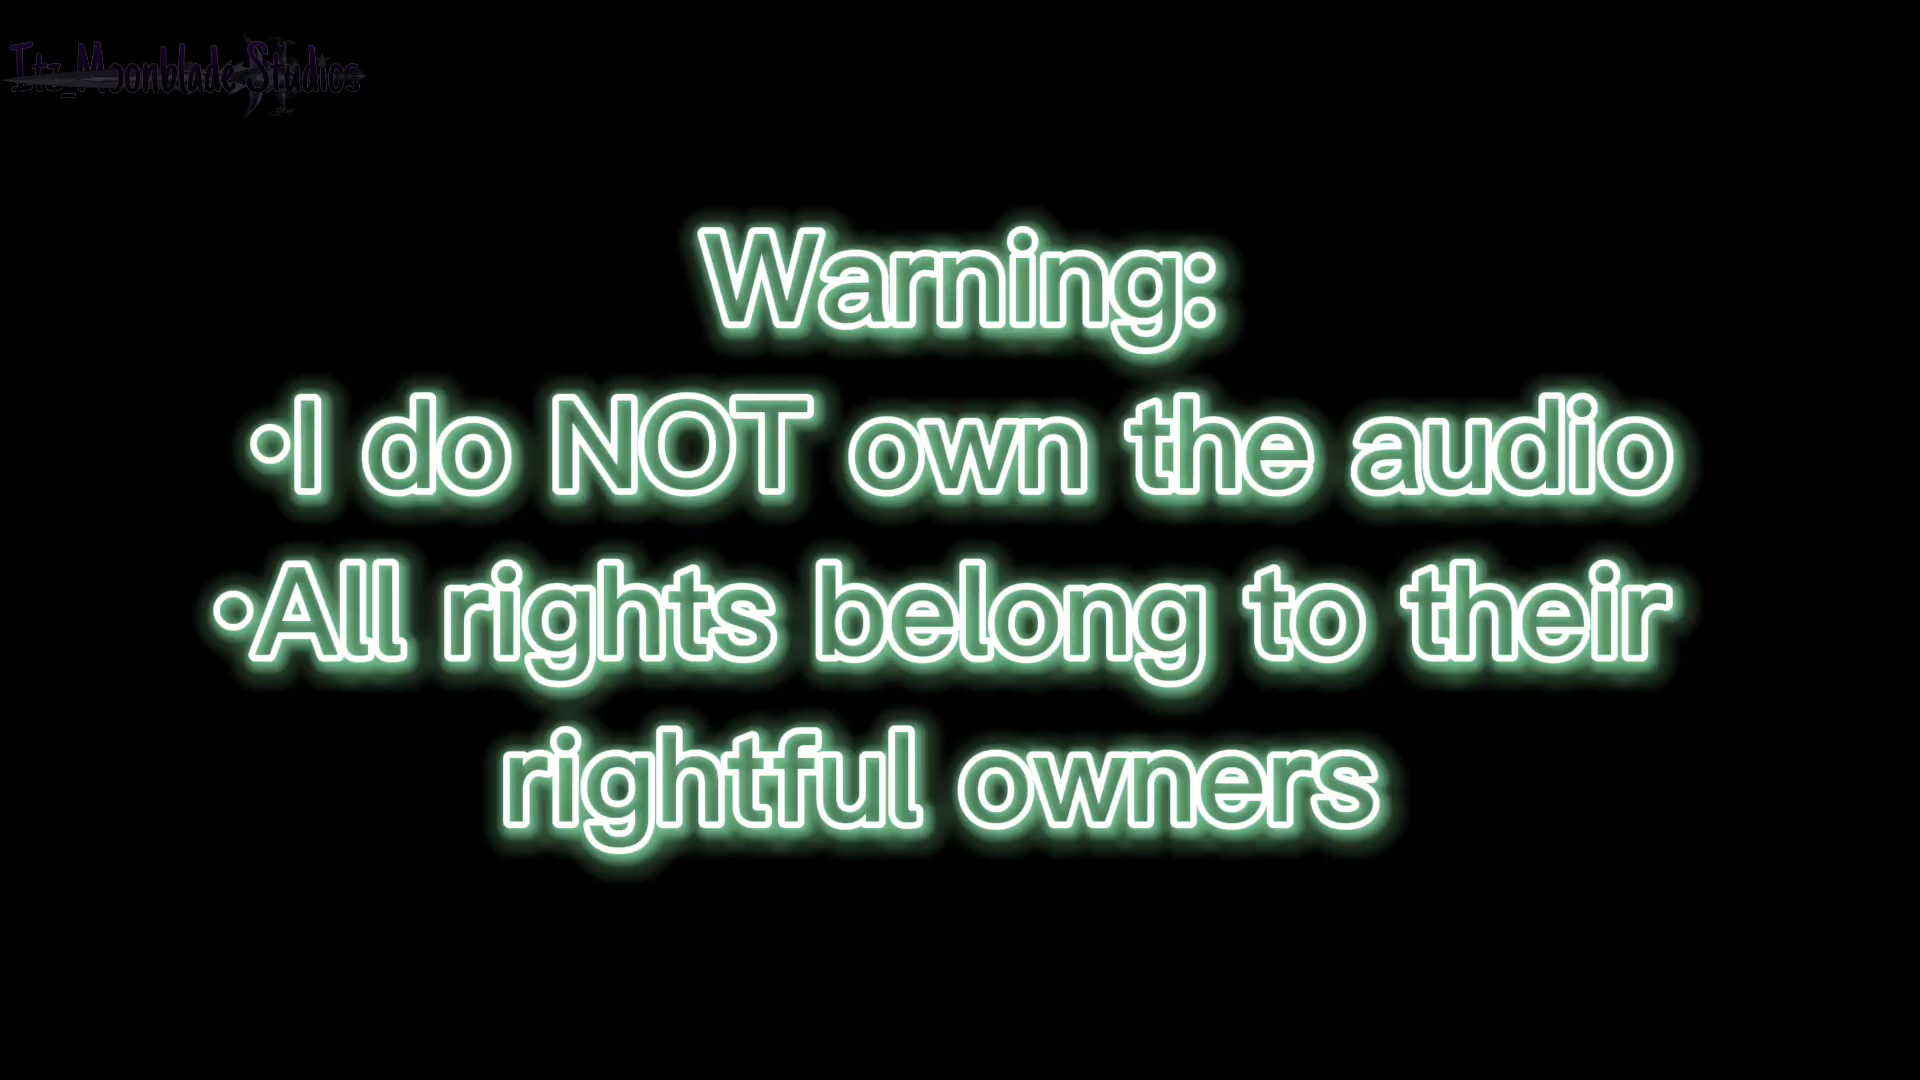 Itz_Moonblade Studios
Warning:
•I do NOT own the audio
•All rights belong to their
rightful owners